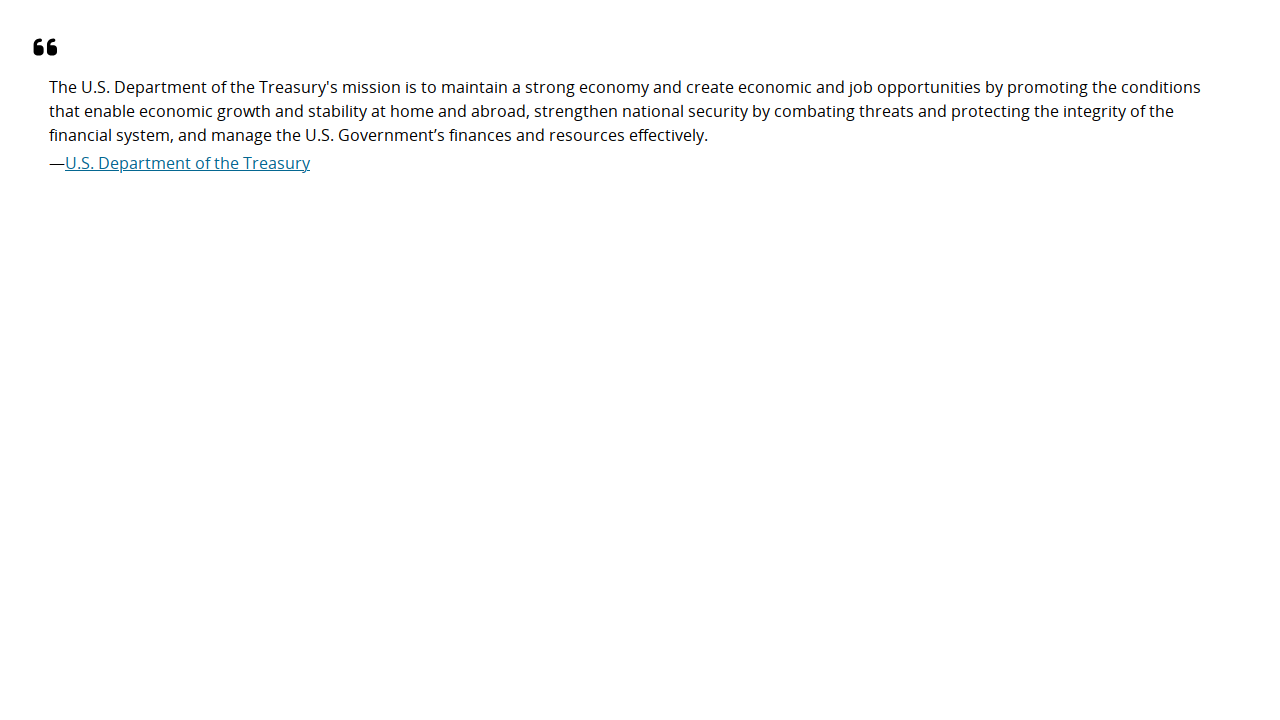 ❝
The U.S. Department of the Treasury's mission is to maintain a strong economy and create economic and job opportunities by promoting the conditions
that enable economic growth and stability at home and abroad, strengthen national security by combating threats and protecting the integrity of the
financial system, and manage the U.S. Government’s finances and resources effectively.
—U.S. Department of the Treasury